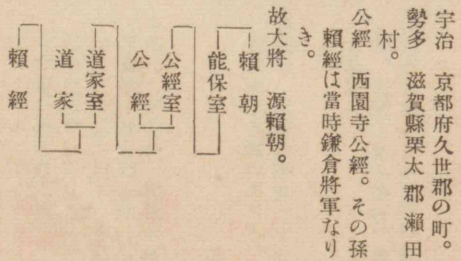 宇治　京都府久世郡の町。
勢多　滋賀縣栗太郡瀬田
村。
公經　西園寺公經。その孫
賴經は當時鎌倉將軍なり
き。
故大將　源賴朝。
賴朝
能保室
公經室
公經
道家室
道家
賴經